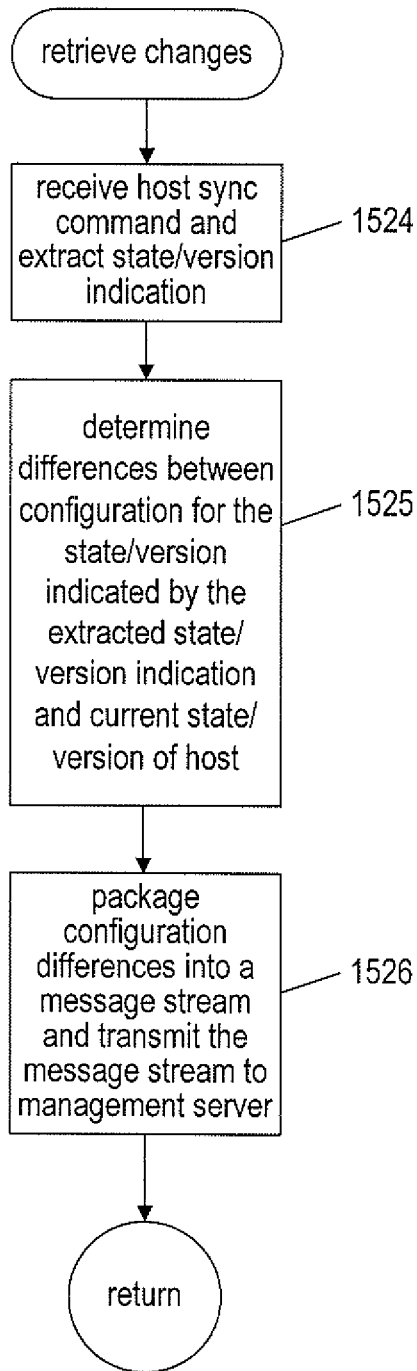 retrieve changes
receive host sync
command and
extract state/version
indication
1524
determine
differences between
configuration for the
state/version
indicated by the
extracted state/
version indication
and current state/
version of host
1525
package
configuration
differences into a
message stream
and transmit the
message stream to
management server
1526
return